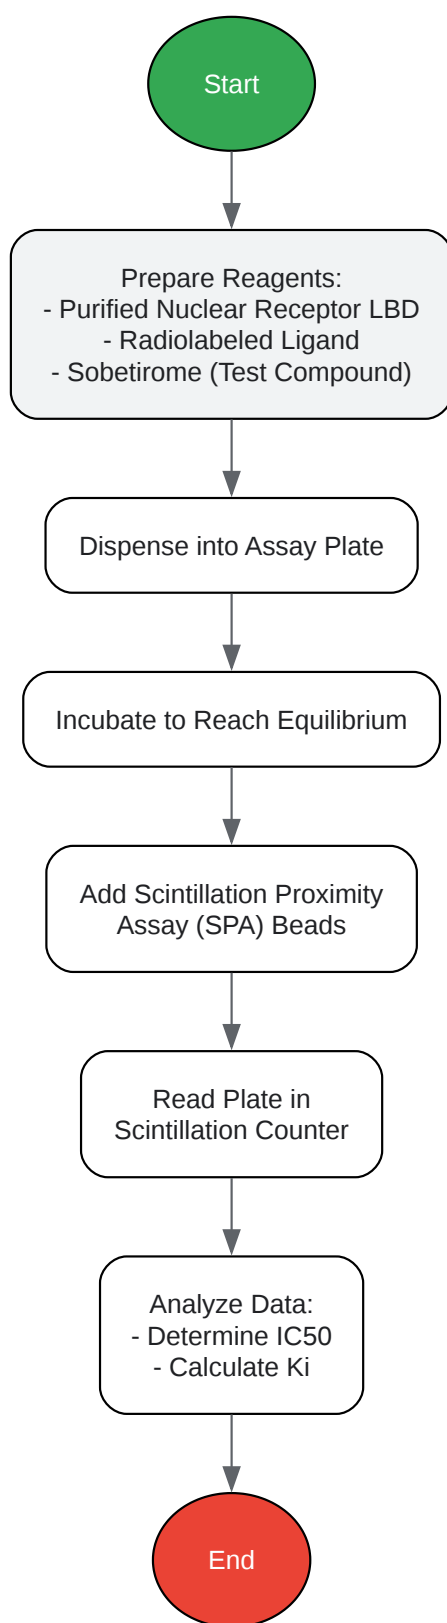 Start
Prepare Reagents:
- Purified Nuclear Receptor LBD
- Radiolabeled Ligand
- Sobetirome (Test Compound)
Dispense into Assay Plate
Incubate to Reach Equilibrium
Add Scintillation Proximity
Assay (SPA) Beads
Read Plate in
Scintillation Counter
Analyze Data:
- Determine IC50
- Calculate Ki
End